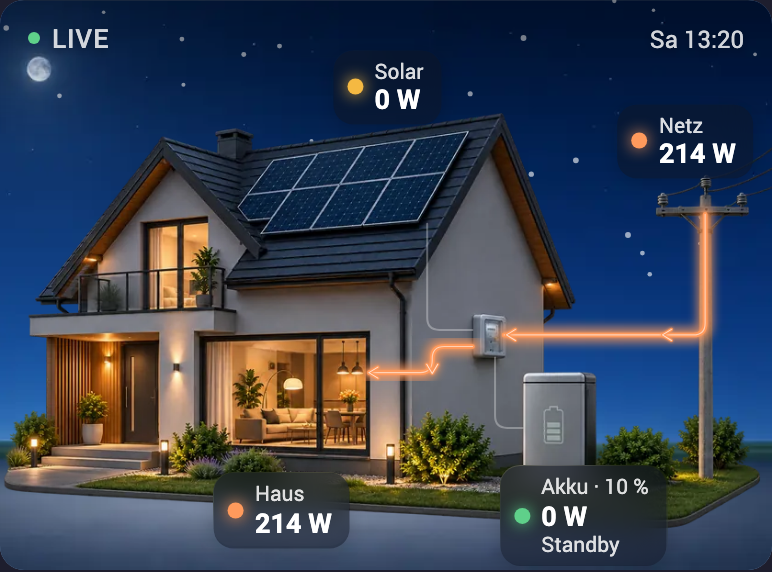 LIVE
Sa 13:20
Solar
0 W
Netz
214 W
Haus
214 W
Akku · 10 %
0 W
Standby